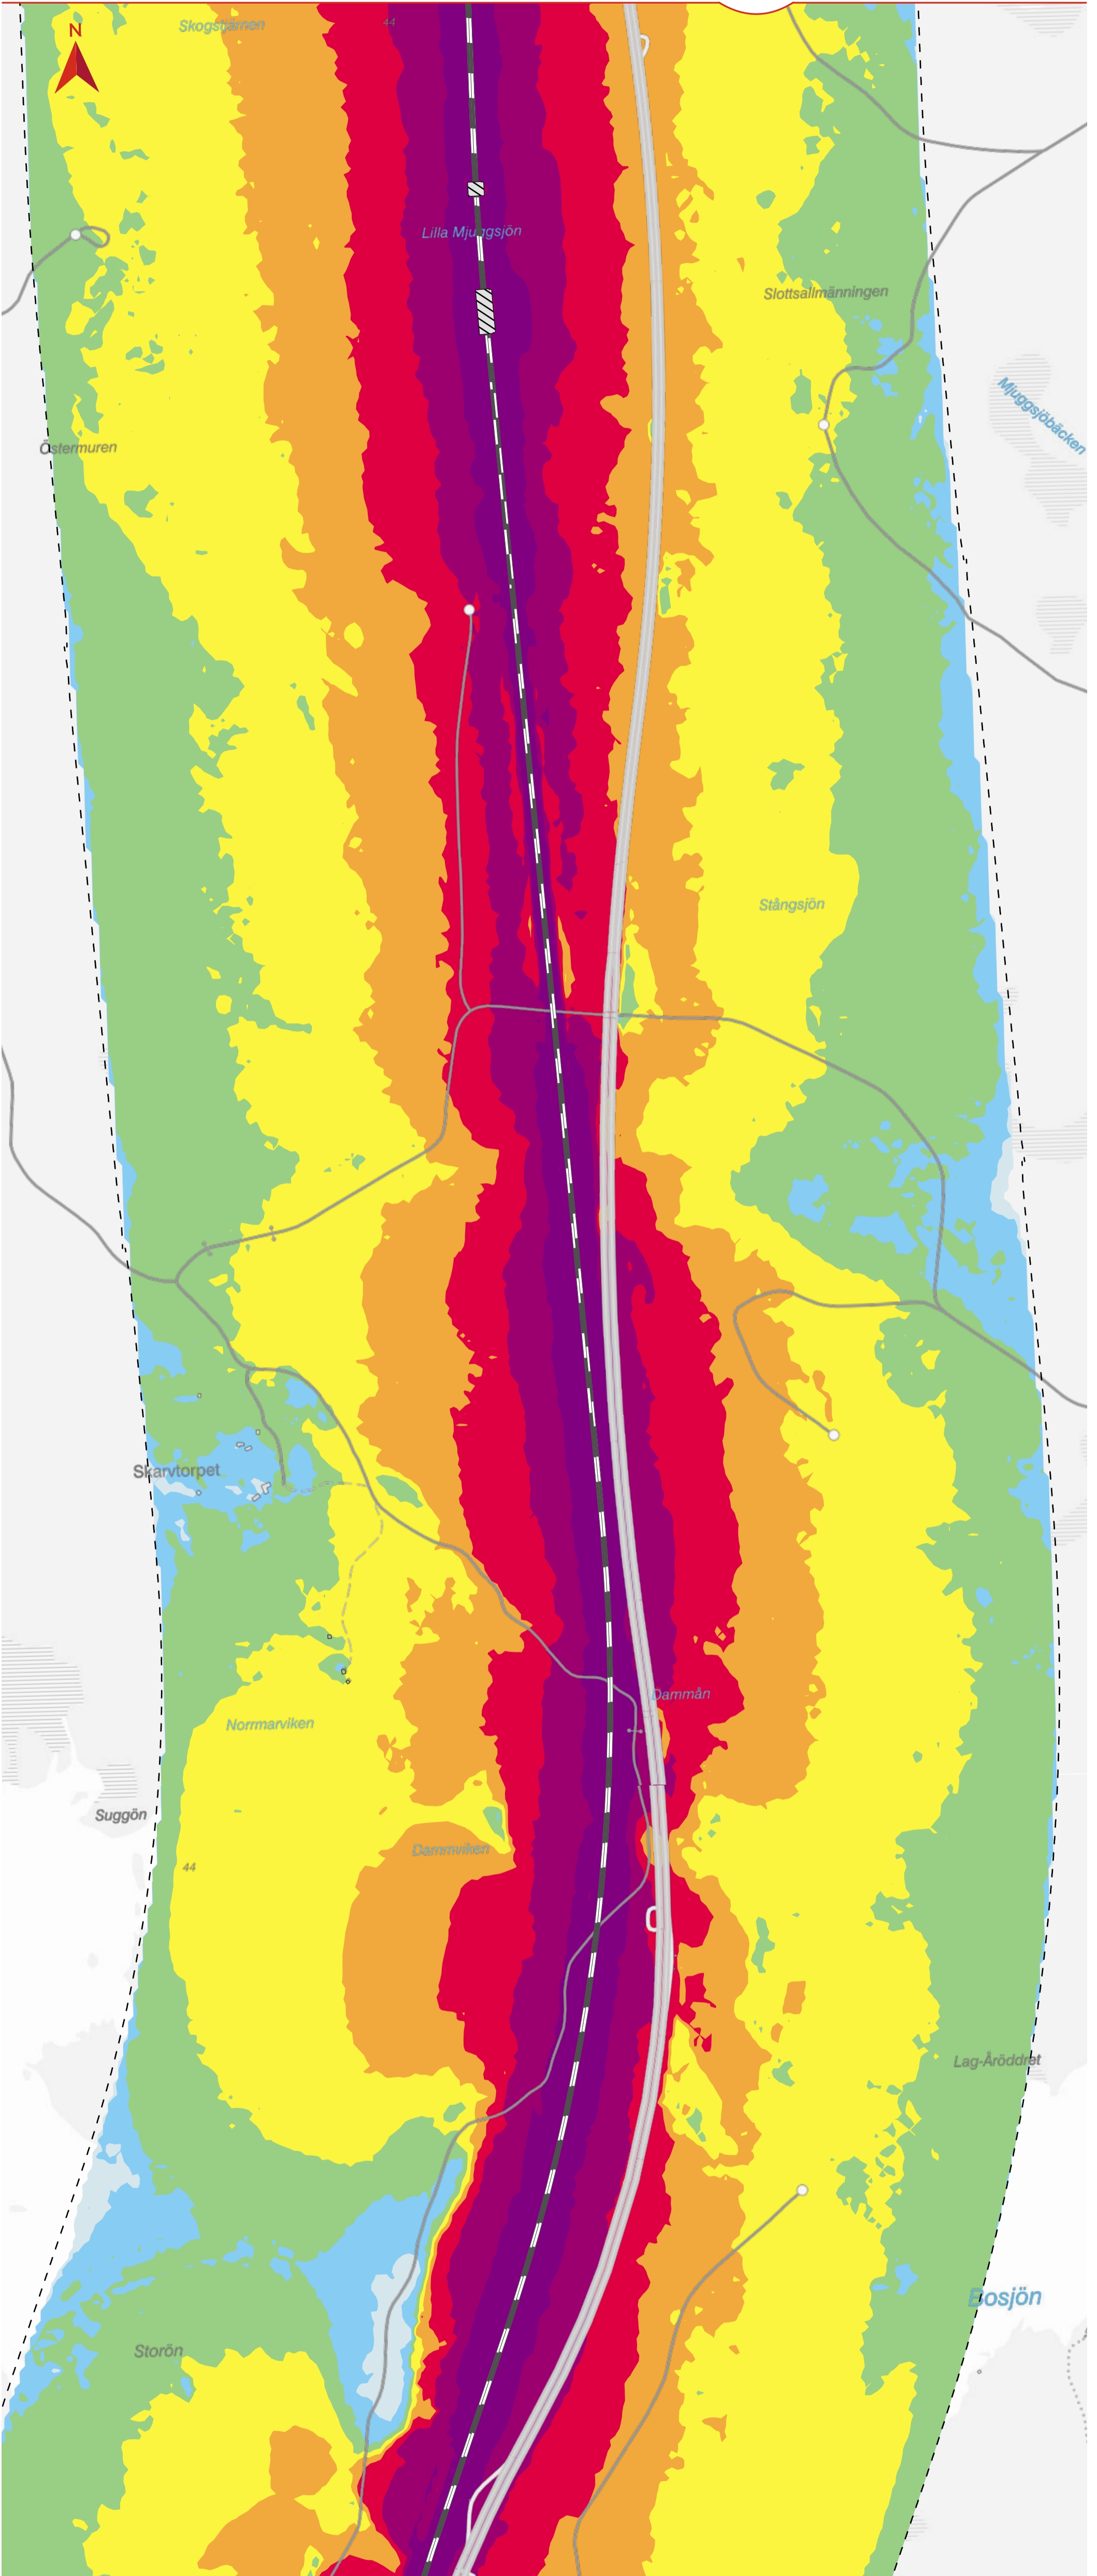 Skogstjärnen
44
N
Lilla Mjuggsjön
Slottsallmänningen
Mjuggsjöbäcken
Östermuren
Stångsjön
Skarvtorpet
Dammån
Norrmarviken
Suggön
Dammviken
44
Lag-Åröddret
Bosjön
Storön